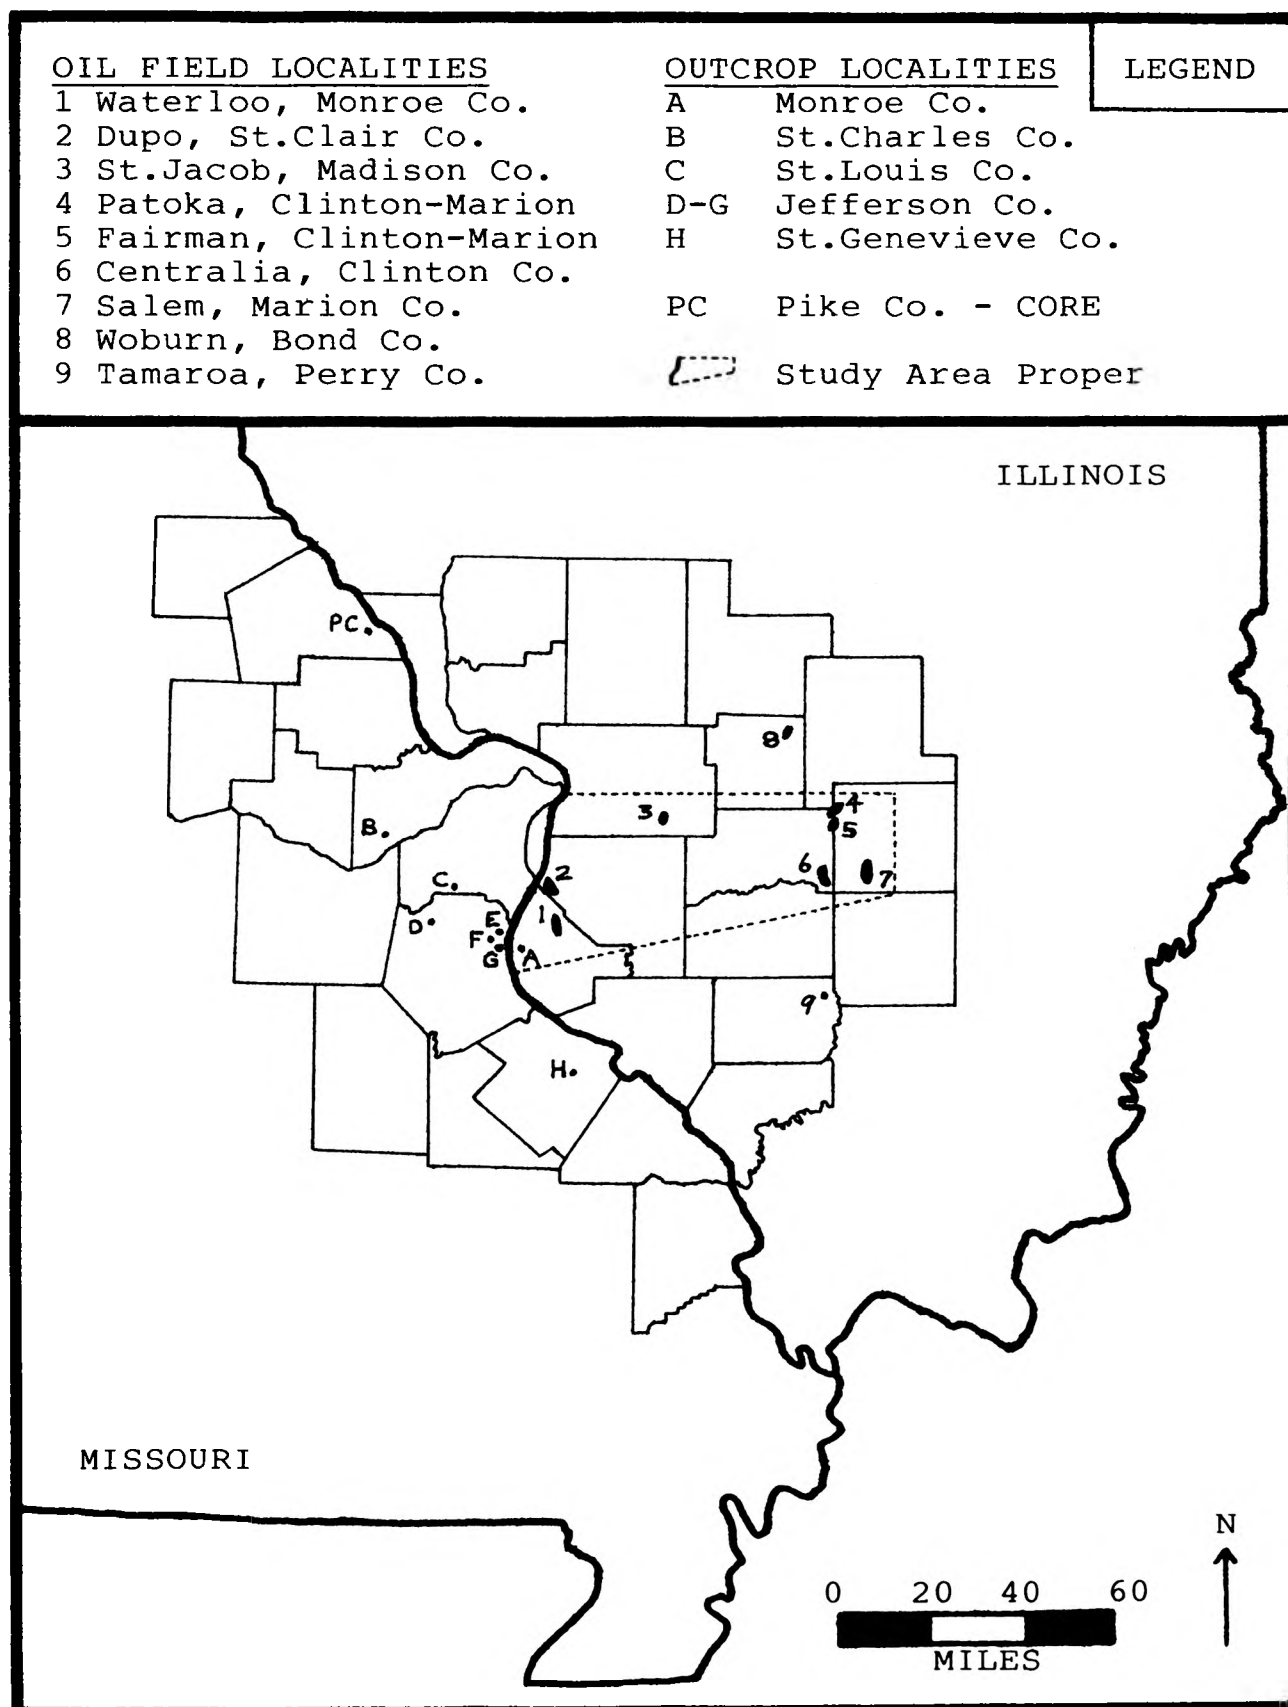 OIL FIELD LOCALITIES
1 Waterloo, Monroe Co.
2 Dupo, St.Clair Co.
3 St.Jacob, Madison Co.
4 Patoka, Clinton-Marion
5 Fairman, Clinton-Marion
6 Centralia, Clinton Co.
7 Salem, Marion Co.
8 Woburn, Bond Co.
9 Tamaroa, Perry Co.
OUTCROP LOCALITIES
A Monroe Co.
B St.Charles Co.
C St.Louis Co.
D-G Jefferson Co.
H St.Genevieve Co.
PC Pike Co. - CORE
Study Area Proper
LEGEND
ILLINOIS
PC
8
3
4
5
B
6
7
C
2
D
E
1
F
G
A
9
H
MISSOURI
N
0 20 40 60
MILES